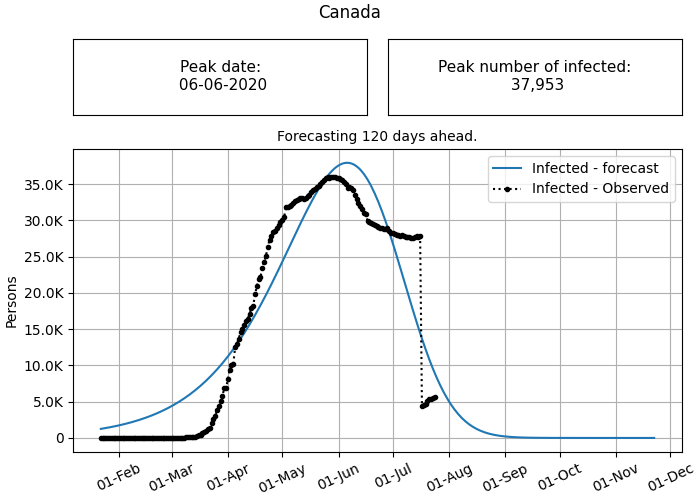 Canada
Peak date:
06-06-2020
Peak number of infected:
37,953
Forecasting 120 days ahead.
Infected - forecast
Infected - Observed
Persons
35.0K
30.0K
25.0K
20.0K
15.0K
10.0K
5.0K
0
01-Feb
01-Mar
01-Apr
01-May
01-Jun
01-Jul
01-Aug
01-Sep
01-Oct
01-Nov
01-Dec